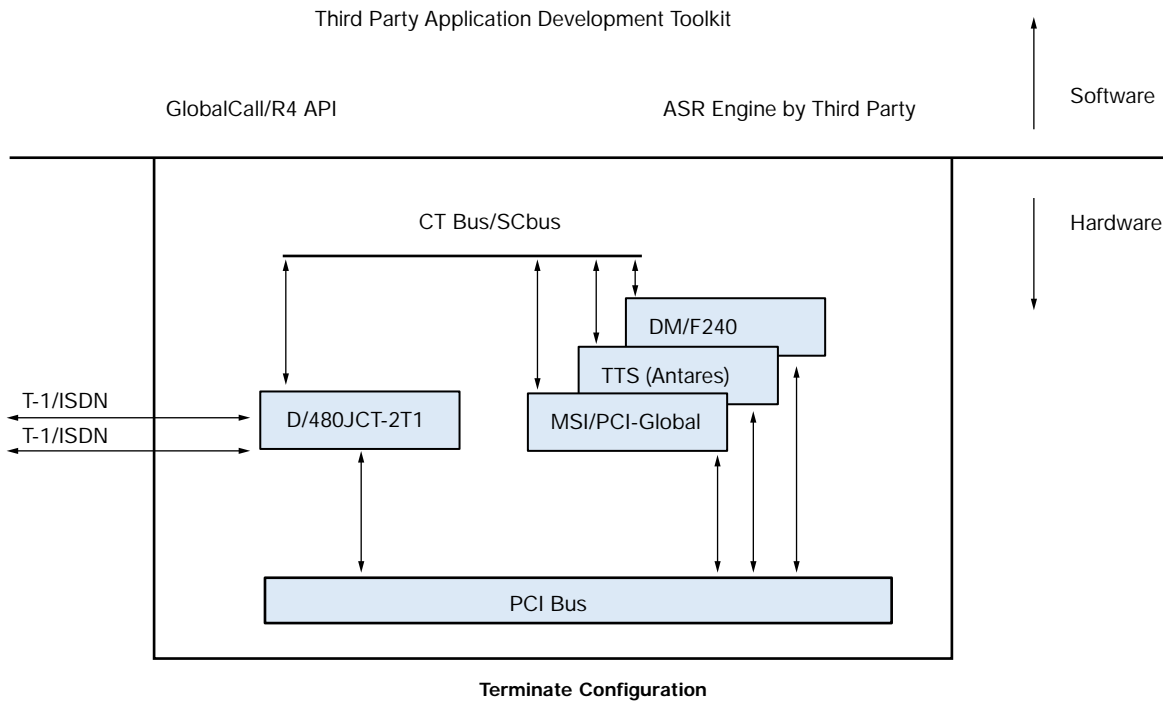 Third Party Application Development Toolkit
Software
GlobalCall/R4 API
ASR Engine by Third Party
Hardware
CT Bus/SCbus
DM/F240
TTS (Antares)
T-1/ISDN
D/480JCT-2T1
MSI/PCI-Global
T-1/ISDN
PCI Bus
Terminate Configuration